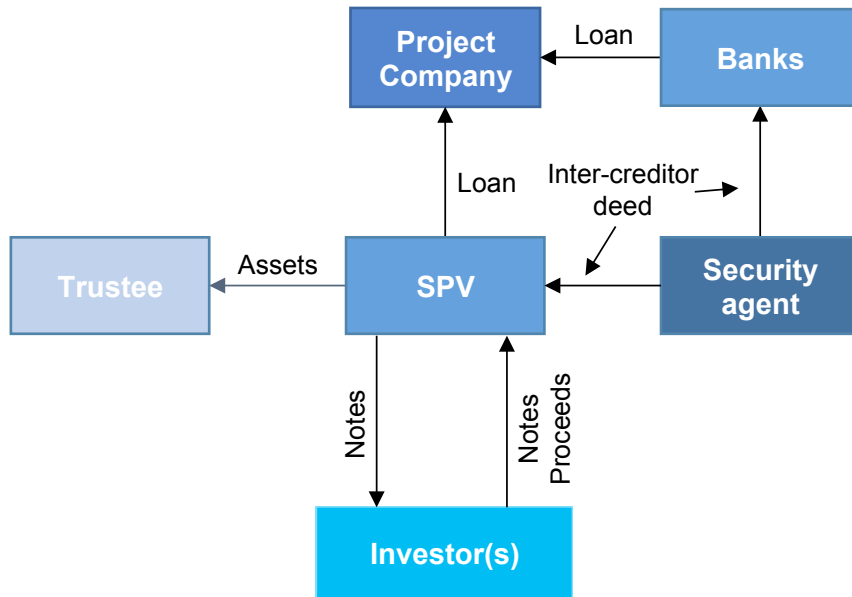 Project
Company
Loan
Banks
Loan
Inter-creditor
deed
Trustee
Assets
SPV
Security
agent
Notes
Notes
Proceeds
Investor(s)